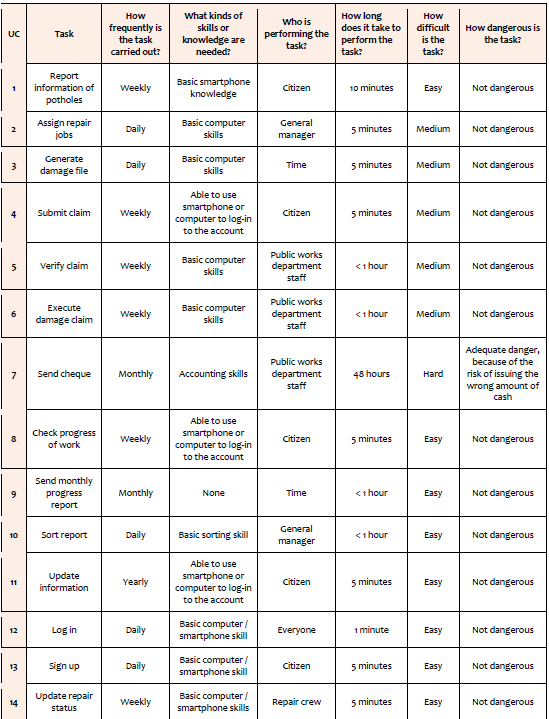 UC
Task
How
frequently is
the task
carried out?
What kinds of
skills or
knowledge are
needed?
Who is
performing the
task?
How long
does it take to
perform the
task?
How
difficult
is the
task?
How dangerous is
the task?
1
Report
information of
potholes
Weekly
Basic smartphone
knowledge
Citizen
10 minutes
Easy
Not dangerous
2
Assign repair
jobs
Daily
Basic computer
skills
General
manager
5 minutes
Medium
Not dangerous
3
Generate
damage file
Daily
Basic computer
skills
Time
5 minutes
Medium
Not dangerous
4
Submit claim
Weekly
Able to use
smartphone or
computer to log-in
to the account
Citizen
5 minutes
Medium
Not dangerous
5
Verify claim
Weekly
Basic computer
skills
Public works
department
staff
< 1 hour
Medium
Not dangerous
6
Execute
damage claim
Weekly
Basic computer
skills
Public works
department
staff
< 1 hour
Medium
Not dangerous
7
Send cheque
Monthly
Accounting skills
Public works
department
staff
48 hours
Hard
Adequate danger,
because of the
risk of issuing the
wrong amount of
cash
8
Check progress
of work
Weekly
Able to use
smartphone or
computer to log-in
to the account
Citizen
5 minutes
Easy
Not dangerous
9
Send monthly
progress
report
Monthly
None
Time
< 1 hour
Easy
Not dangerous
10
Sort report
Daily
Basic sorting skill
General
manager
< 1 hour
Easy
Not dangerous
11
Update
information
Yearly
Able to use
smartphone or
computer to log-in
to the account
Citizen
5 minutes
Easy
Not dangerous
12
Log in
Daily
Basic computer /
smartphone skill
Everyone
1 minute
Easy
Not dangerous
13
Sign up
Daily
Basic computer /
smartphone skill
Citizen
5 minutes
Easy
Not dangerous
14
Update repair
status
Weekly
Basic computer /
smartphone skills
Repair crew
5 minutes
Easy
Not dangerous